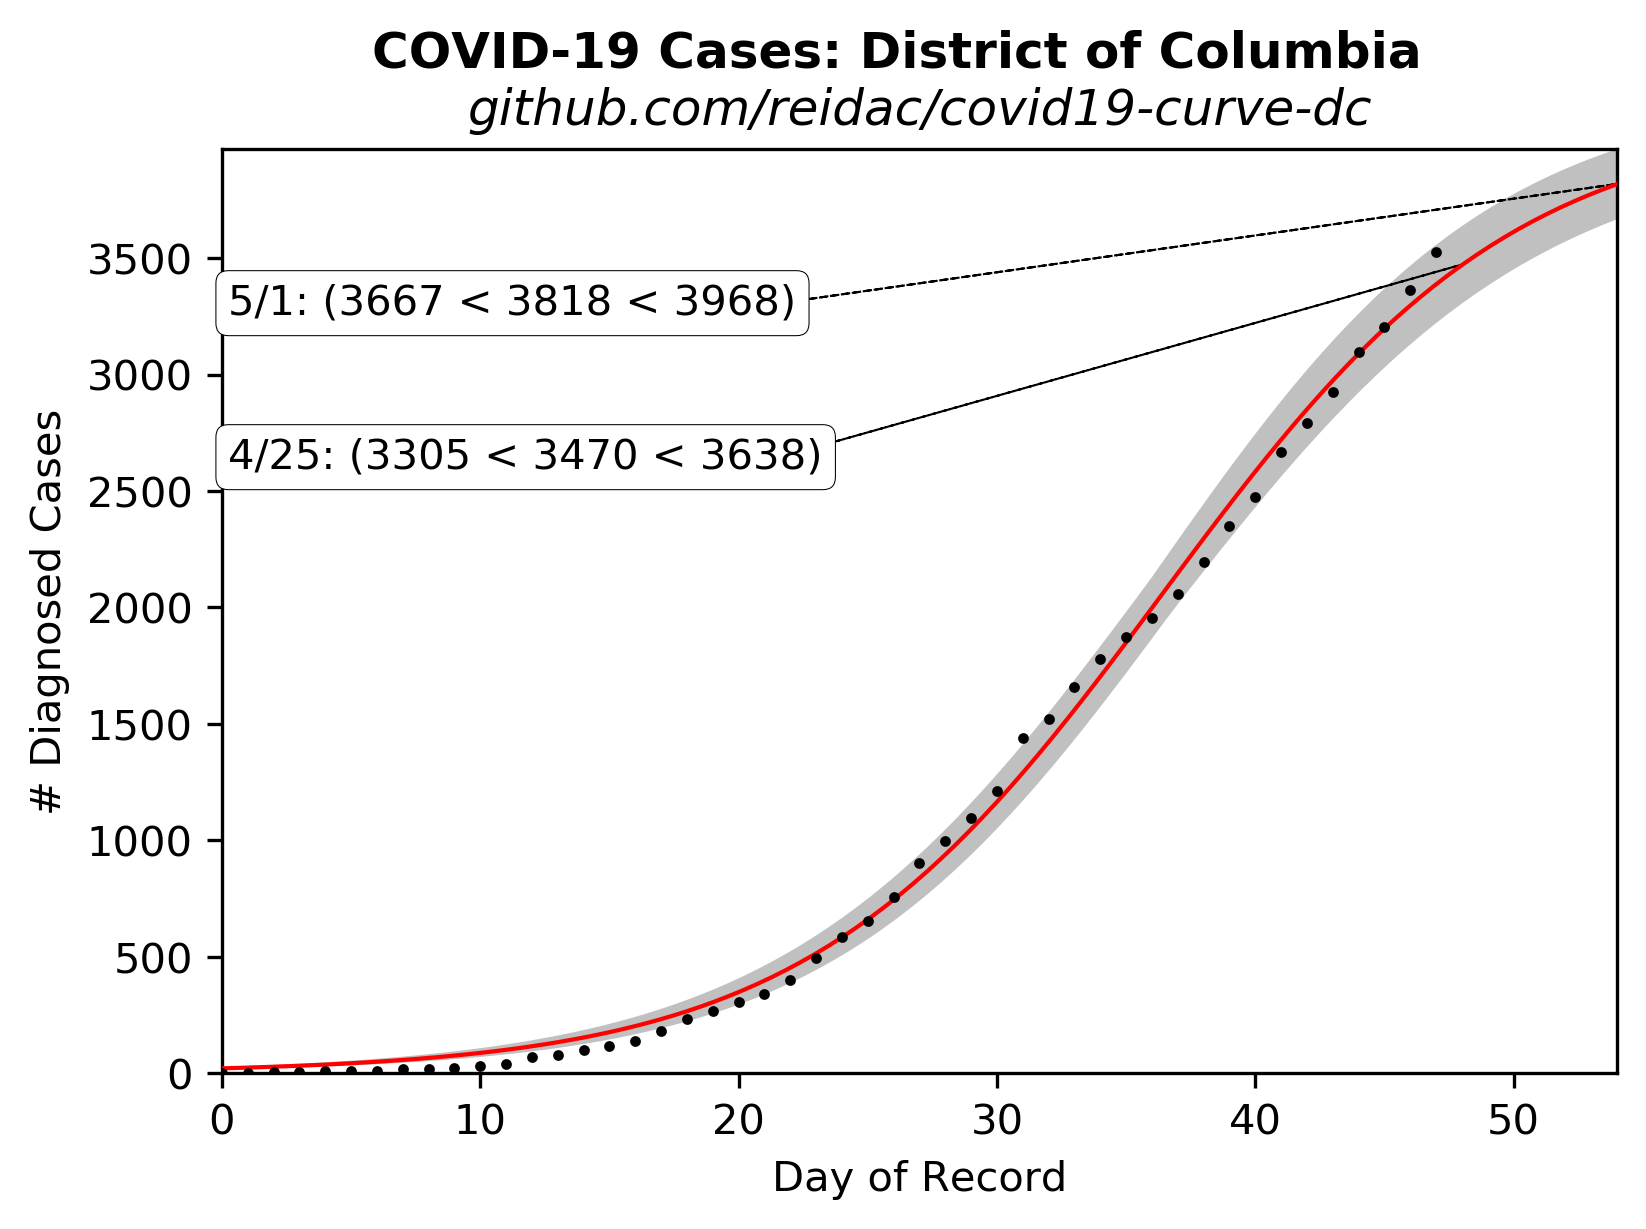 COVID-19 Cases: District of Columbia
github.com/reidac/covid19-curve-dc
# Diagnosed Cases
3500
3000
2500
2000
1500
1000
500
0
5/1: (3667 < 3818 < 3968)
4/25: (3305 < 3470 < 3638)
0 10 20 30 40 50
Day of Record